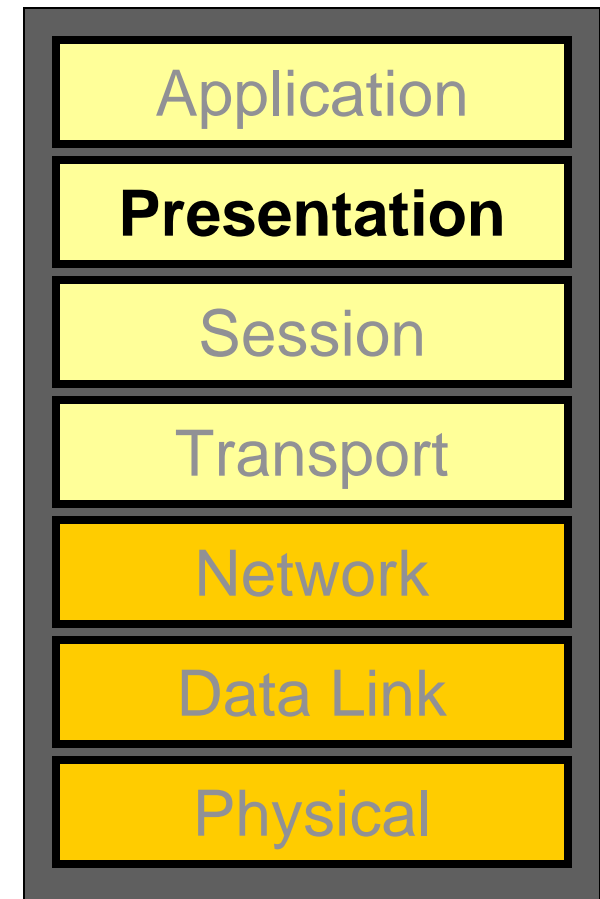 Application
Presentation
Session
Transport
Network
Data Link
Physical